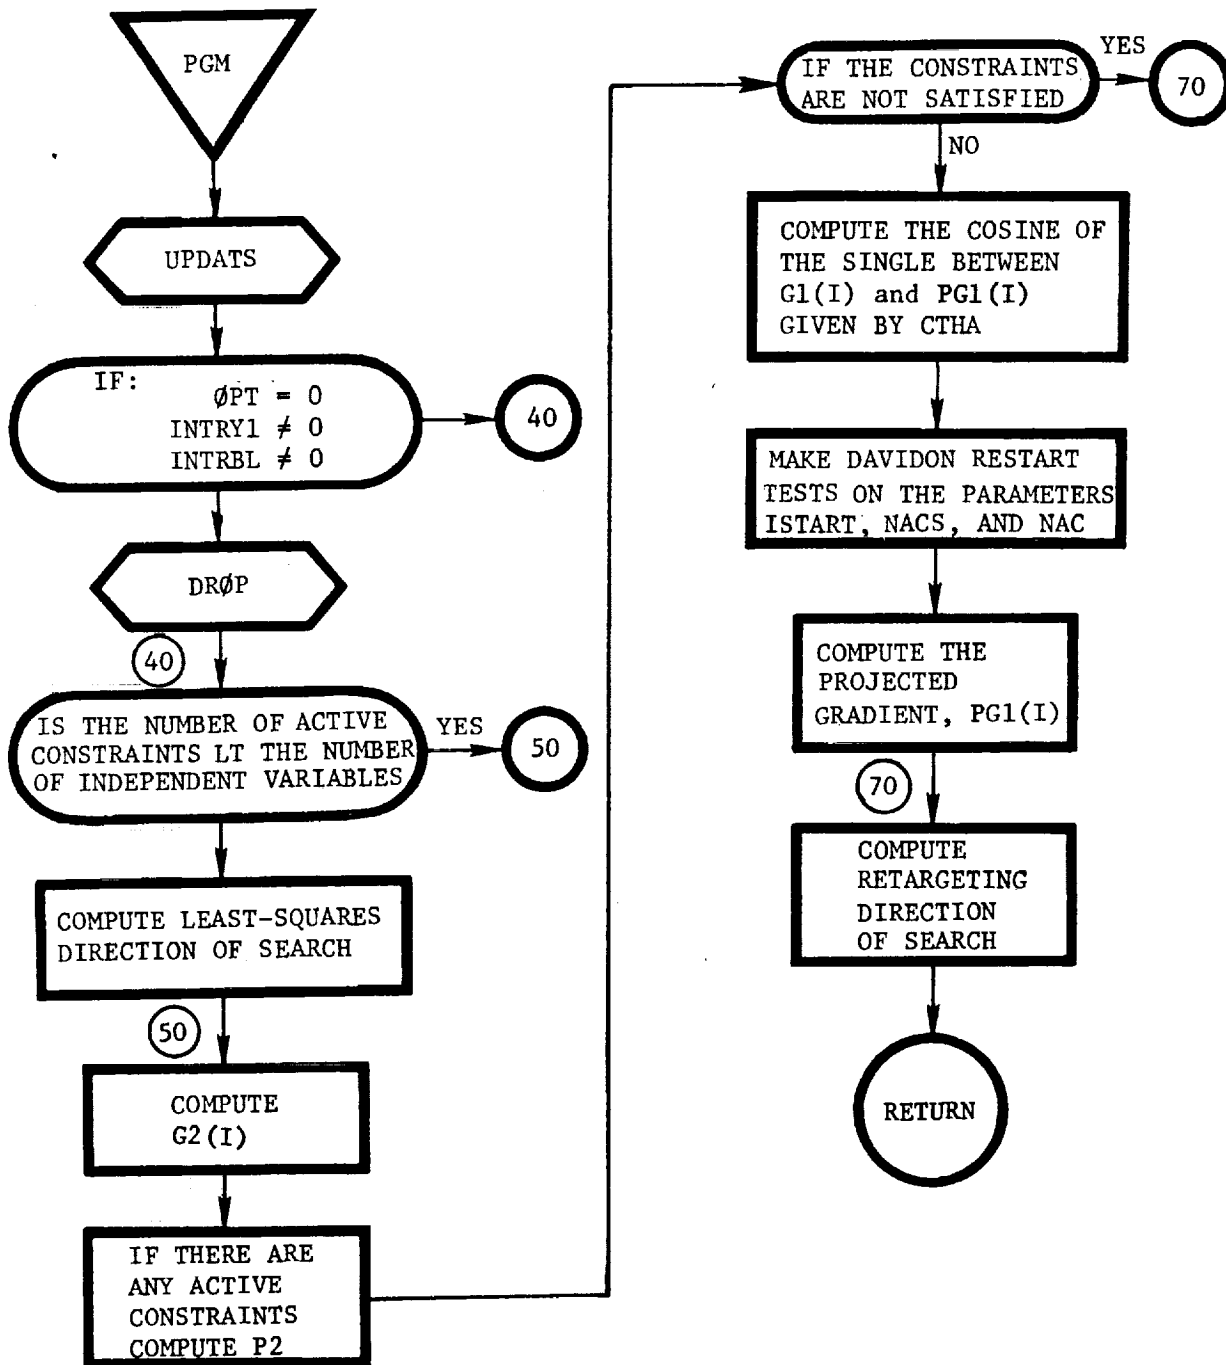 PGM
UPDATS
IF:
ØPT = 0
INTRY1 ≠ 0
INTRBL ≠ 0
40
DRØP
40
IS THE NUMBER OF ACTIVE
CONSTRAINTS LT THE NUMBER
OF INDEPENDENT VARIABLES
YES
50
COMPUTE LEAST-SQUARES
DIRECTION OF SEARCH
50
COMPUTE
G2(I)
IF THERE ARE
ANY ACTIVE
CONSTRAINTS
COMPUTE P2
IF THE CONSTRAINTS
ARE NOT SATISFIED
YES
70
NO
COMPUTE THE COSINE OF
THE SINGLE BETWEEN
G1(I) and PG1(I)
GIVEN BY CTHA
MAKE DAVIDON RESTART
TESTS ON THE PARAMETERS
ISTART, NACS, AND NAC
COMPUTE THE
PROJECTED
GRADIENT, PG1(I)
70
COMPUTE
RETARGETING
DIRECTION
OF SEARCH
RETURN